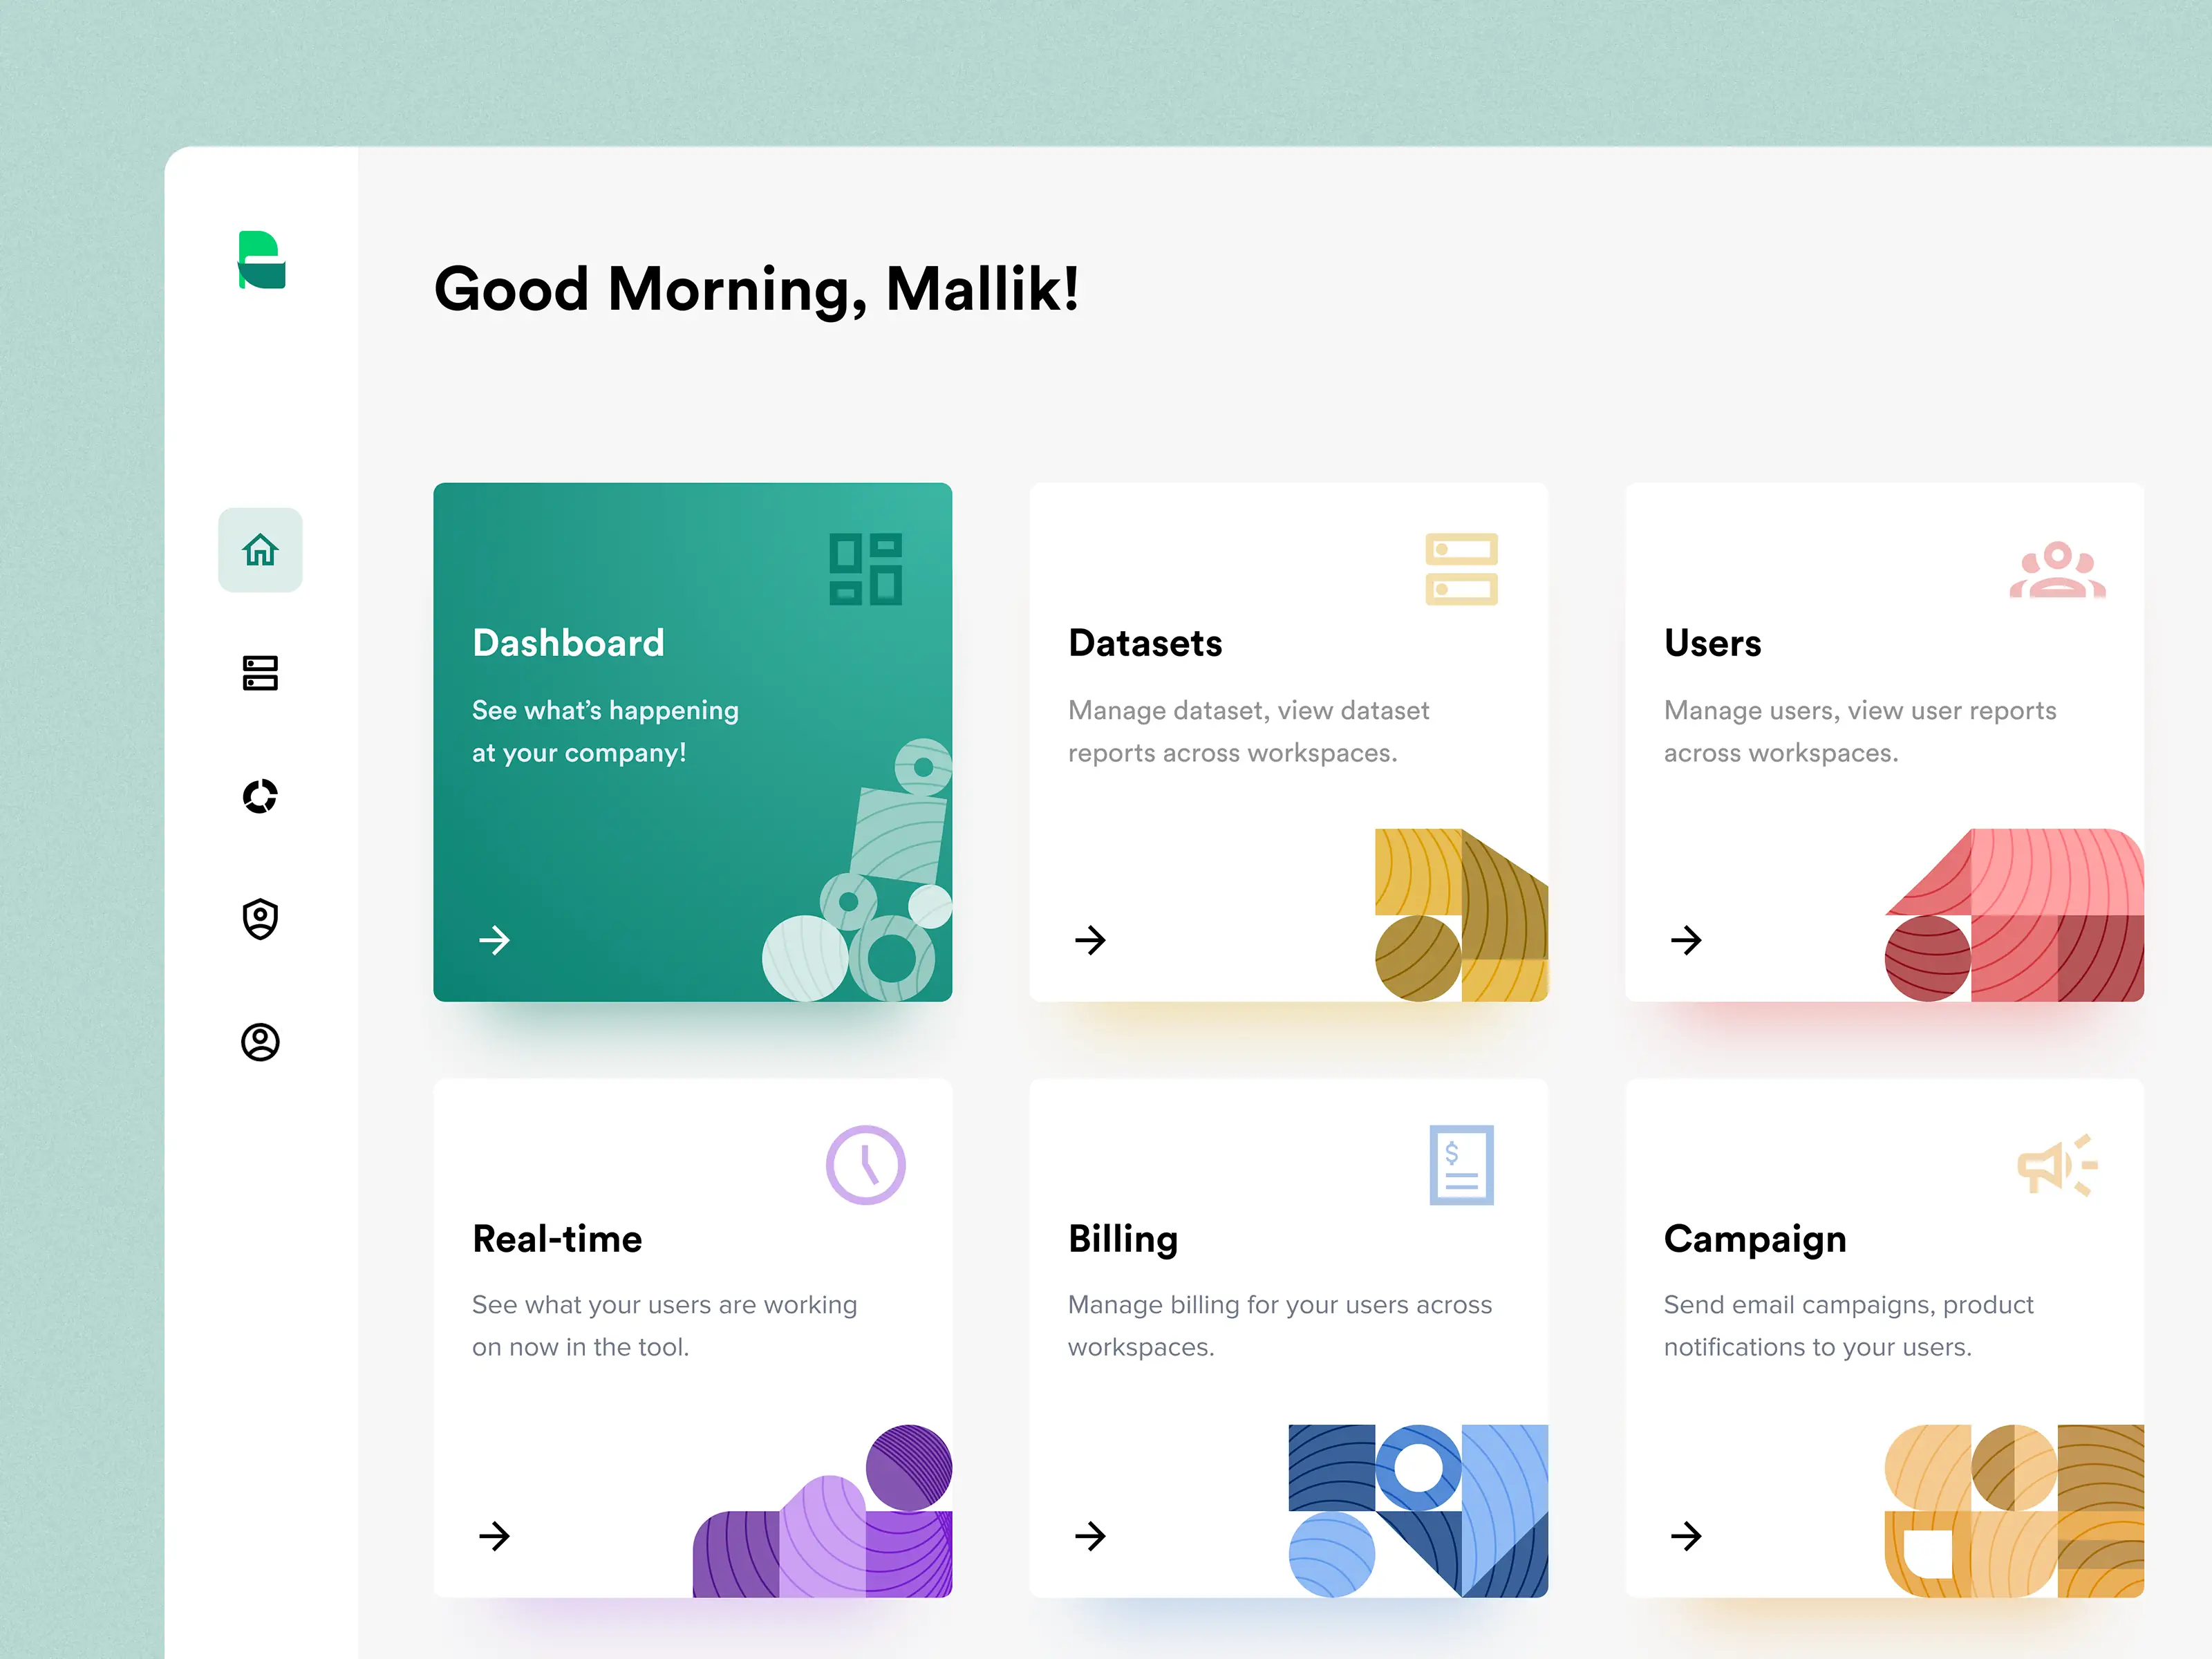 Good Morning, Mallik!
Dashboard
See what’s happening
at your company!
Datasets
Manage dataset, view dataset
reports across workspaces.
Users
Manage users, view user reports
across workspaces.
Real-time
See what your users are working
on now in the tool.
$
Billing
Manage billing for your users across
workspaces.
Campaign
Send email campaigns, product
notifications to your users.